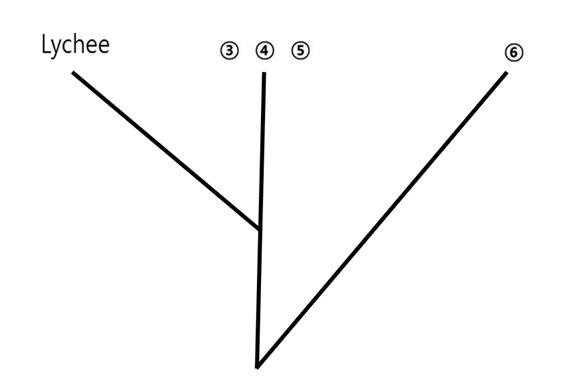 Lychee ③ ④ ⑤ ⑥